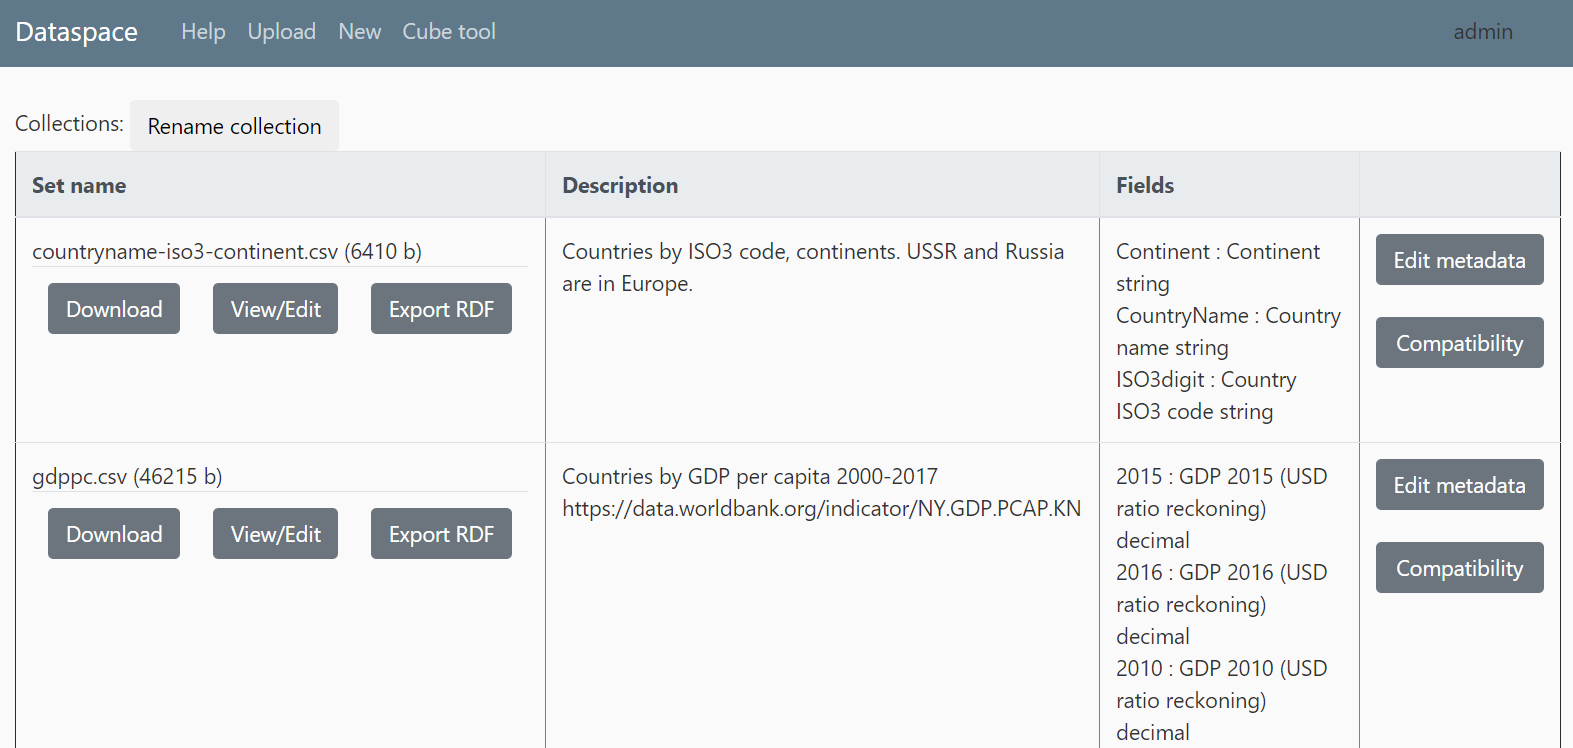 Dataspace Help Upload New Cube tool admin
Collections: Rename collection
Set name Description Fields
countryname-iso3-continent.csv (6410 b)
Download View/Edit Export RDF
Countries by ISO3 code, continents. USSR and Russia
are in Europe.
Continent : Continent
string
CountryName : Country
name string
ISO3digit : Country
ISO3 code string
Edit metadata
Compatibility
gdppc.csv (46215 b)
Download View/Edit Export RDF
Countries by GDP per capita 2000-2017
https://data.worldbank.org/indicator/NY.GDP.PCAP.KN
2015 : GDP 2015 (USD
ratio reckoning)
decimal
2016 : GDP 2016 (USD
ratio reckoning)
decimal
2010 : GDP 2010 (USD
ratio reckoning)
decimal
Edit metadata
Compatibility